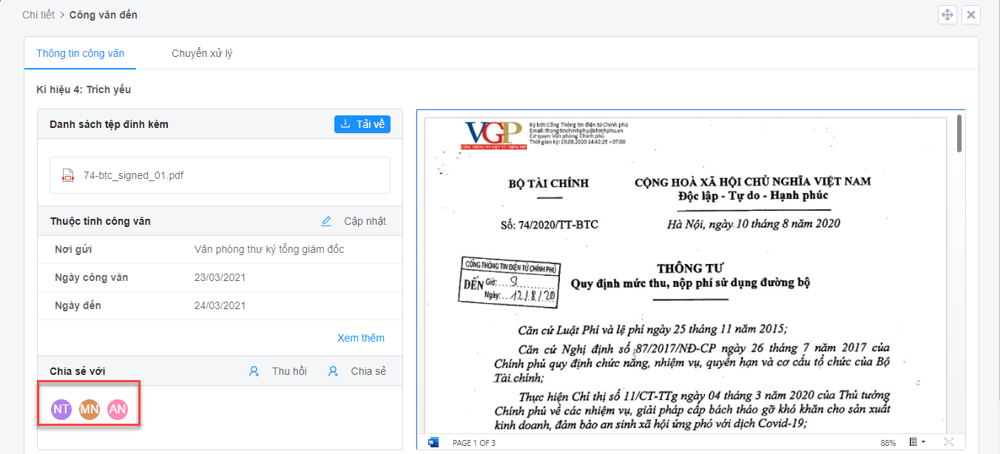 Chi tiết > Công văn đến
Thông tin công văn
Chuyển xử lý
Kí hiệu 4: Trích yếu
Danh sách tệp đính kèm
Tải về
74-btc_signed_01.pdf
Thuộc tính công văn
Cập nhật
Nơi gửi
Văn phòng thư ký tổng giám đốc
Ngày công văn
23/03/2021
Ngày đến
24/03/2021
Xem thêm
Chia sẻ với
Thu hồi
Chia sẻ
NT
MN
AN
VGP
CỔNG THÔNG TIN ĐIỆN TỬ CHÍNH PHỦ
Ký bởi: Cổng Thông tin điện tử Chính phủ
Email: thongtinchinhphu@chinhphu.vn
Cơ quan: Văn phòng Chính phủ
Thời gian ký: 19.08.2020 14:42:25 +07:00
BỘ TÀI CHÍNH
CỘNG HOÀ XÃ HỘI CHỦ NGHĨA VIỆT NAM
Độc lập - Tự do - Hạnh phúc
Số: 74/2020/TT-BTC
Hà Nội, ngày 10 tháng 8 năm 2020
CỔNG THÔNG TIN ĐIỆN TỬ CHÍNH PHỦ
ĐẾN Giờ: ....S..........
Ngày: ...12/8/20
THÔNG TƯ
Quy định mức thu, nộp phí sử dụng đường bộ
Căn cứ Luật Phí và lệ phí ngày 25 tháng 11 năm 2015;
Căn cứ Nghị định số 87/2017/NĐ-CP ngày 26 tháng 7 năm 2017 của
Chính phủ quy định chức năng, nhiệm vụ, quyền hạn và cơ cấu tổ chức của Bộ
Tài chính;
Thực hiện Chỉ thị số 11/CT-TTg ngày 04 tháng 3 năm 2020 của Thủ tướng
Chính phủ về các nhiệm vụ, giải pháp cấp bách tháo gỡ khó khăn cho sản xuất
kinh doanh, đảm bảo an sinh xã hội ứng phó với dịch Covid-19;
PAGE 1 OF 3
88%